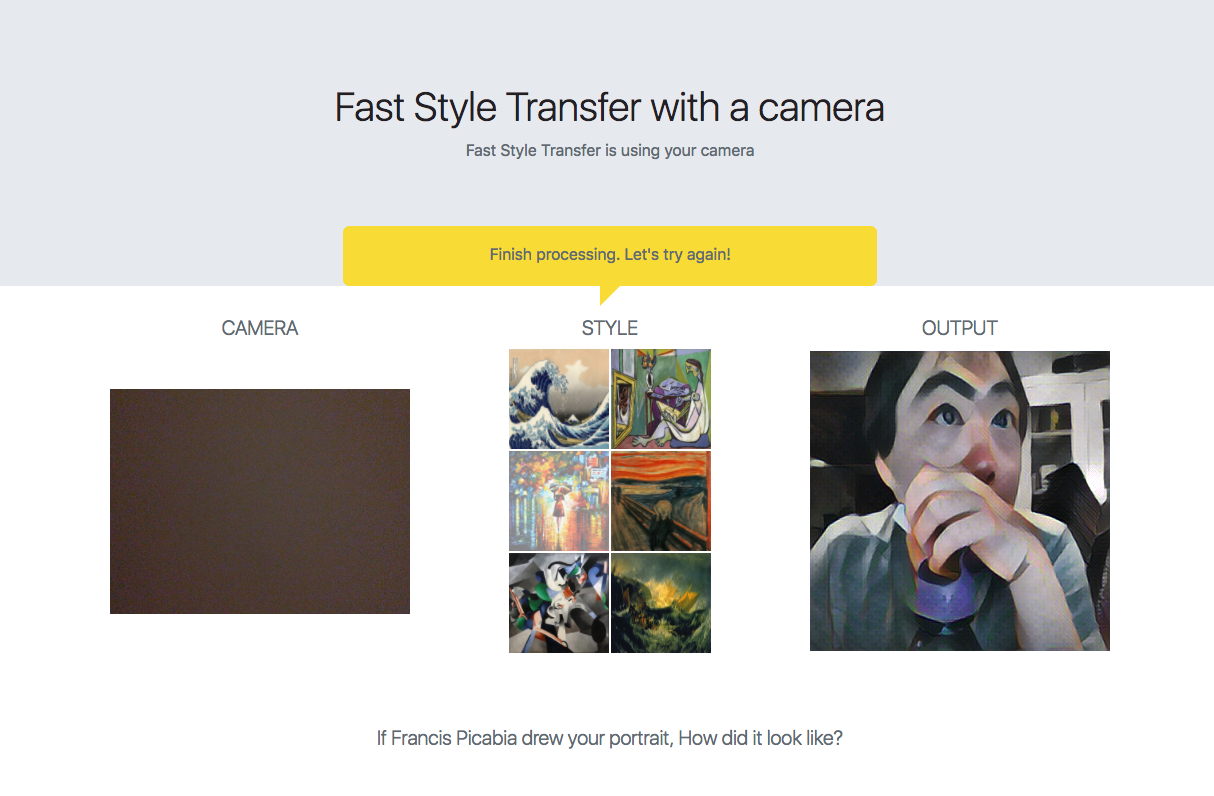 Fast Style Transfer with a camera
Fast Style Transfer is using your camera
Finish processing. Let's try again!
CAMERA
STYLE
OUTPUT
If Francis Picabia drew your portrait, How did it look like?